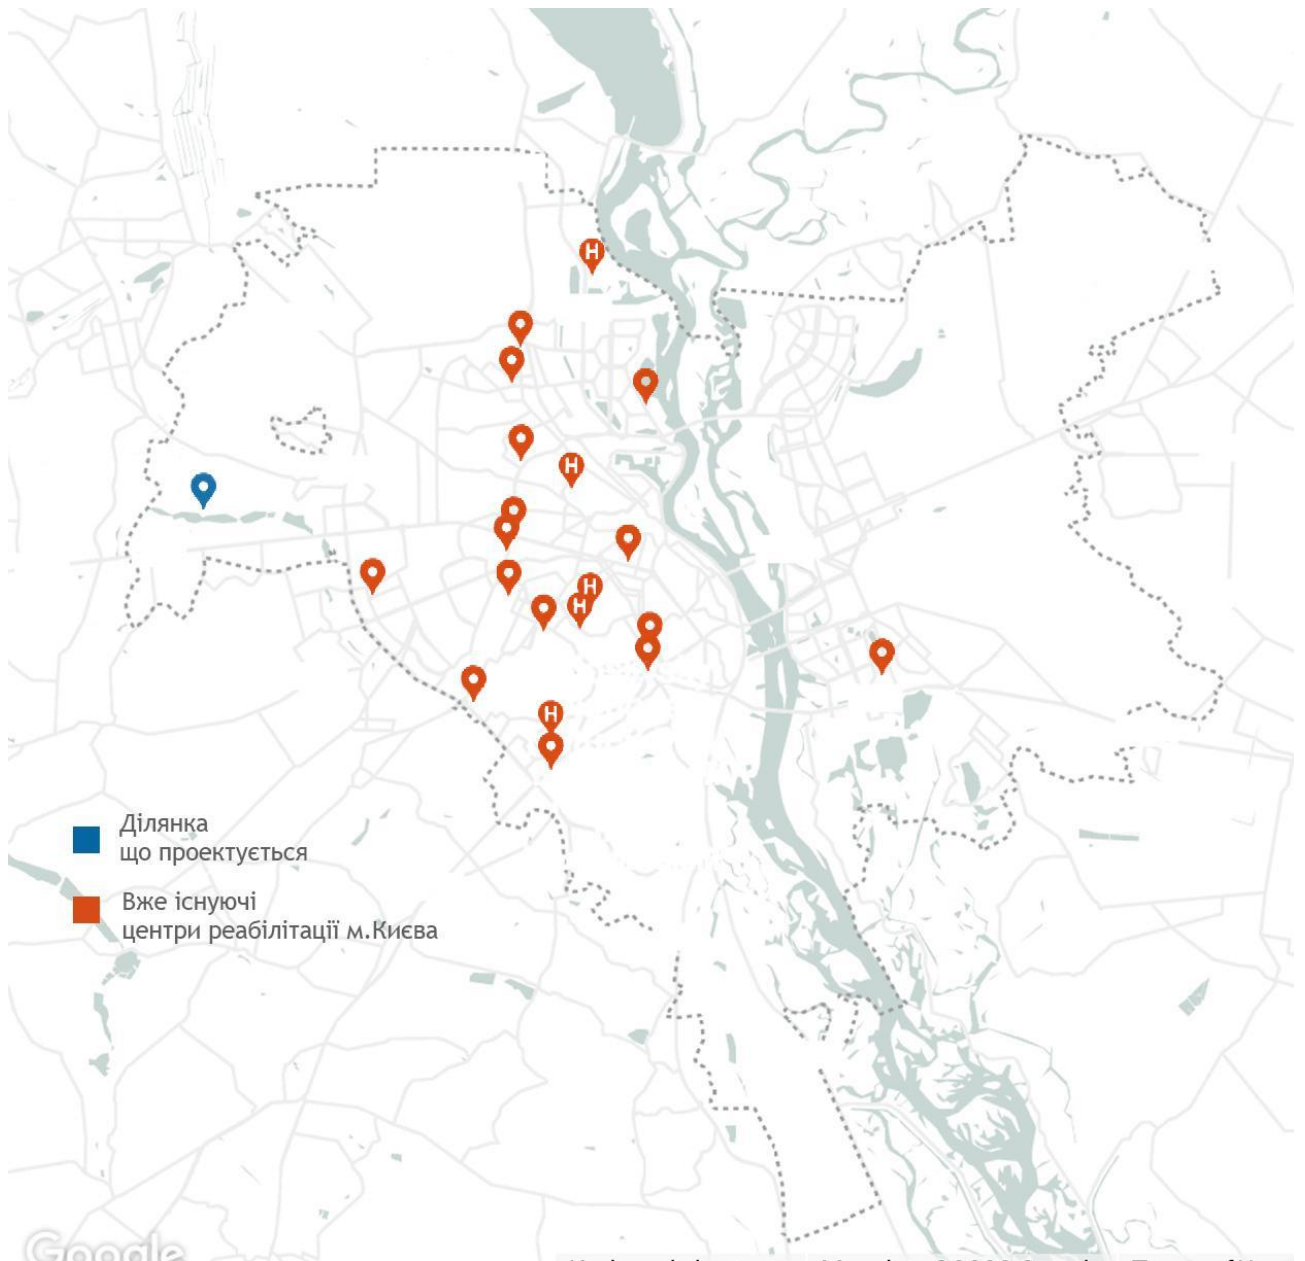 H
H
H
H
H
Ділянка
що проектується
Вже існуючі
центри реабілітації м.Києва
Google